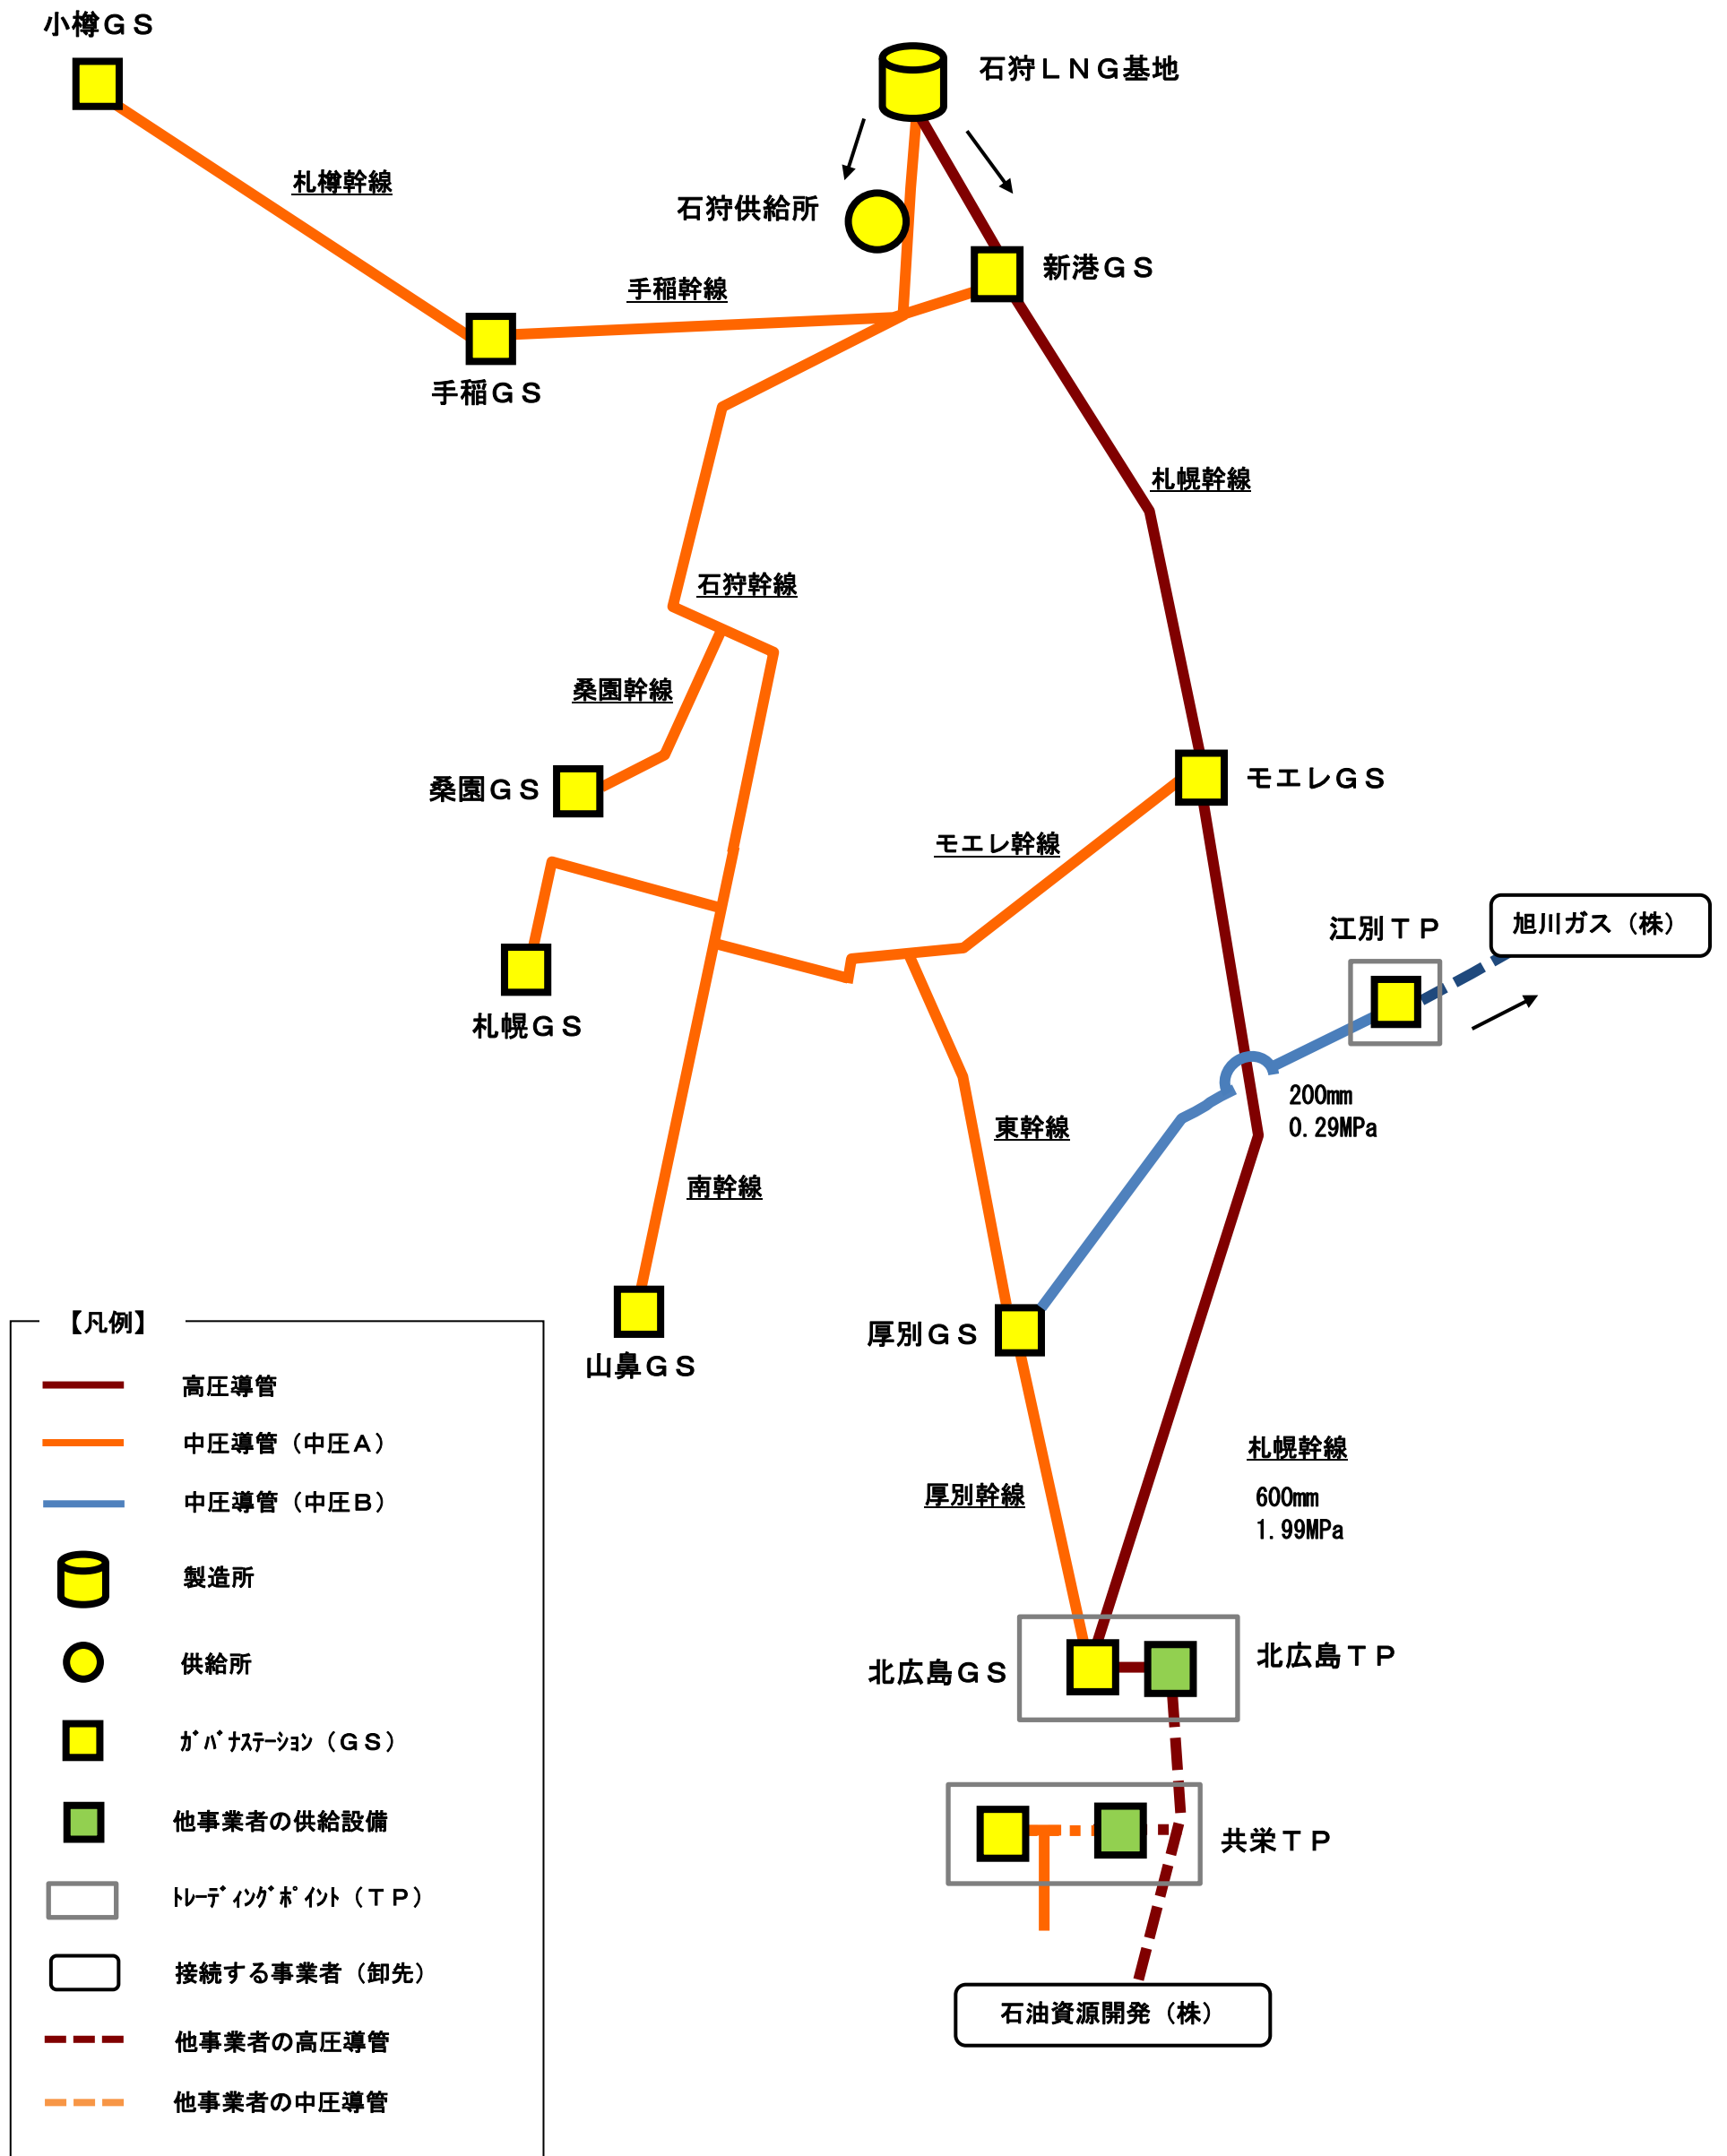 小樽ＧＳ
石狩ＬＮＧ基地
札樽幹線
石狩供給所
新港ＧＳ
手稲幹線
手稲ＧＳ
札幌幹線
石狩幹線
桑園幹線
桑園ＧＳ
モエレＧＳ
モエレ幹線
江別ＴＰ
旭川ガス（株）
札幌ＧＳ
200mm
0.29MPa
東幹線
南幹線
厚別ＧＳ
山鼻ＧＳ
札幌幹線
600mm
1.99MPa
厚別幹線
北広島ＧＳ
北広島ＴＰ
共栄ＴＰ
石油資源開発（株）
【凡例】
高圧導管
中圧導管（中圧Ａ）
中圧導管（中圧Ｂ）
製造所
供給所
ｶﾞﾊﾞﾅｽﾃｰｼｮﾝ（ＧＳ）
他事業者の供給設備
ﾄﾚｰﾃﾞｨﾝｸﾞﾎﾟｲﾝﾄ（ＴＰ）
接続する事業者（卸先）
他事業者の高圧導管
他事業者の中圧導管